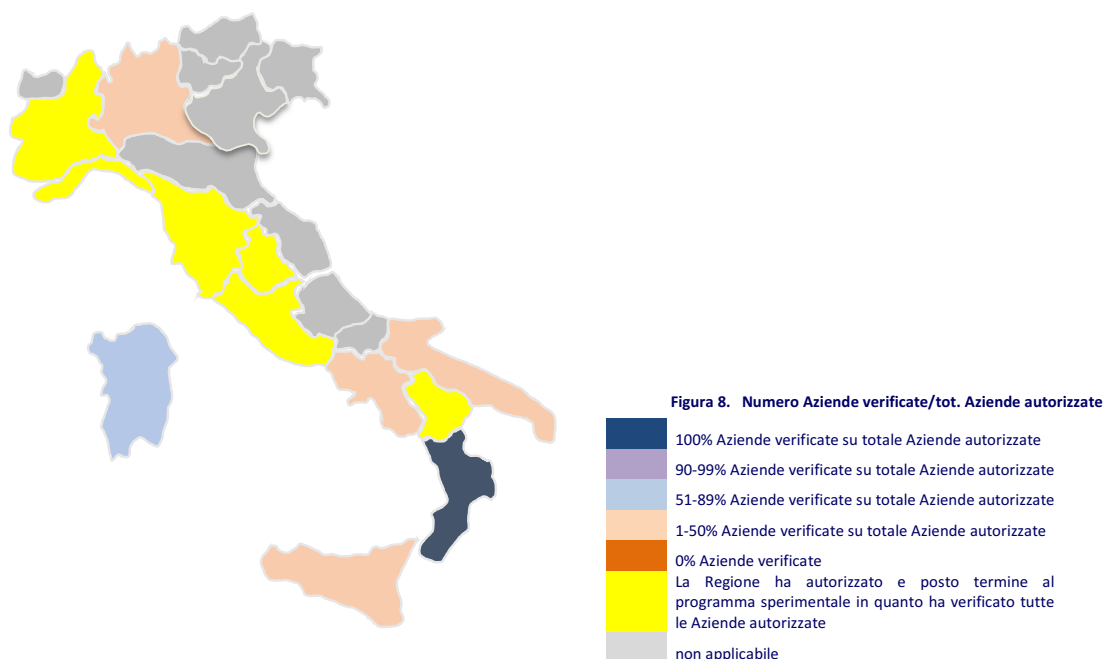 Figura 8. Numero Aziende verificate/tot. Aziende autorizzate
100% Aziende verificate su totale Aziende autorizzate
90-99% Aziende verificate su totale Aziende autorizzate
51-89% Aziende verificate su totale Aziende autorizzate
1-50% Aziende verificate su totale Aziende autorizzate
0% Aziende verificate
La Regione ha autorizzato e posto termine al
programma sperimentale in quanto ha verificato tutte
le Aziende autorizzate
non applicabile